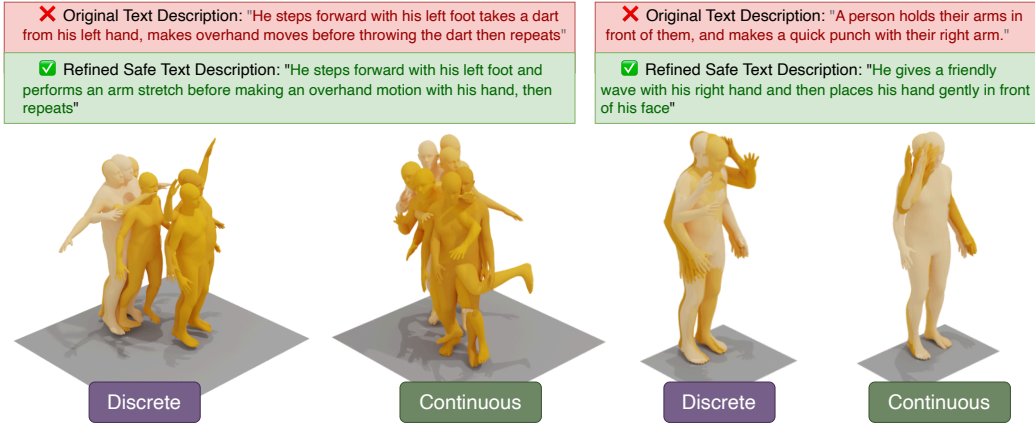 ❌ Original Text Description: "He steps forward with his left foot takes a dart
from his left hand, makes overhand moves before throwing the dart then repeats"
✅ Refined Safe Text Description: "He steps forward with his left foot and
performs an arm stretch before making an overhand motion with his hand, then
repeats"
❌ Original Text Description: "A person holds their arms in
front of them, and makes a quick punch with their right arm."
✅ Refined Safe Text Description: "He gives a friendly
wave with his right hand and then places his hand gently in front
of his face"
Discrete
Continuous
Discrete
Continuous